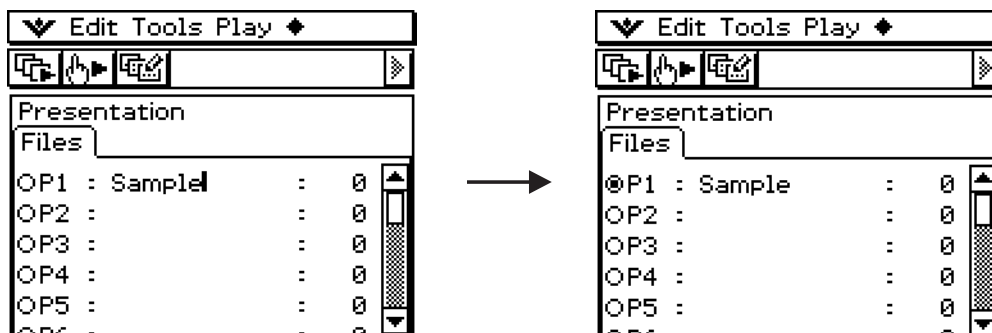 Edit Tools Play ◆
Presentation
Files
○P1 : Sample : 0
○P2 : : 0
○P3 : : 0
○P4 : : 0
○P5 : : 0
Edit Tools Play ◆
Presentation
Files
◉P1 : Sample : 0
○P2 : : 0
○P3 : : 0
○P4 : : 0
○P5 : : 0